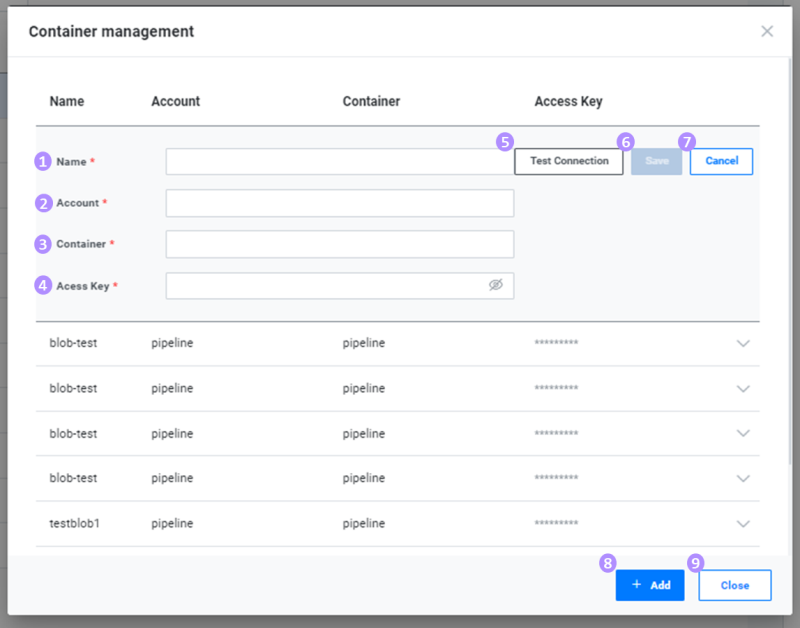 Container management
Name Account Container Access Key
5 6 7
1 Name * Test Connection Save Cancel
2 Account *
3 Container *
4 Acess Key *
blob-test pipeline pipeline *********
blob-test pipeline pipeline *********
blob-test pipeline pipeline *********
blob-test pipeline pipeline *********
testblob1 pipeline pipeline *********
8 9
+ Add Close